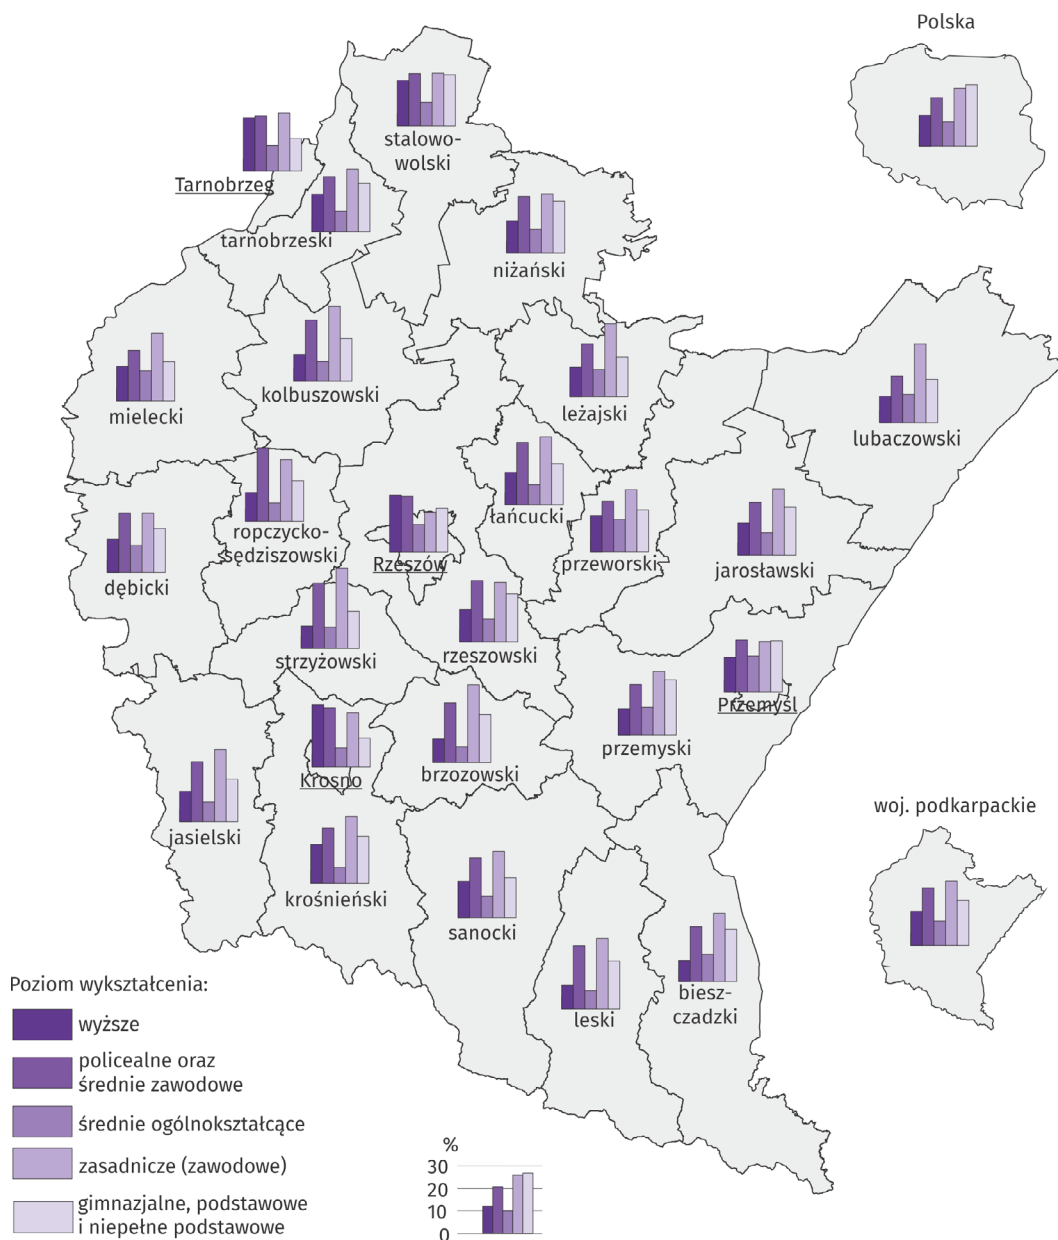 Polska
stalowo-
wolski
Tarnobrzeg
tarnobrzeski
niżański
mielecki
kolbuszowski
leżajski
lubaczowski
ropczycko-
sędziszowski
dębicki
Rzeszów
łańcucki
przeworski
jarosławski
strzyżowski
rzeszowski
Przemyśl
przemyski
Krosno
brzozowski
jasielski
krośnieński
sanocki
leski
biesz-
czadzki
woj. podkarpackie
Poziom wykształcenia:
wyższe
policealne oraz
średnie zawodowe
średnie ogólnokształcące
zasadnicze (zawodowe)
gimnazjalne, podstawowe
i niepełne podstawowe
%
30
20
10
0